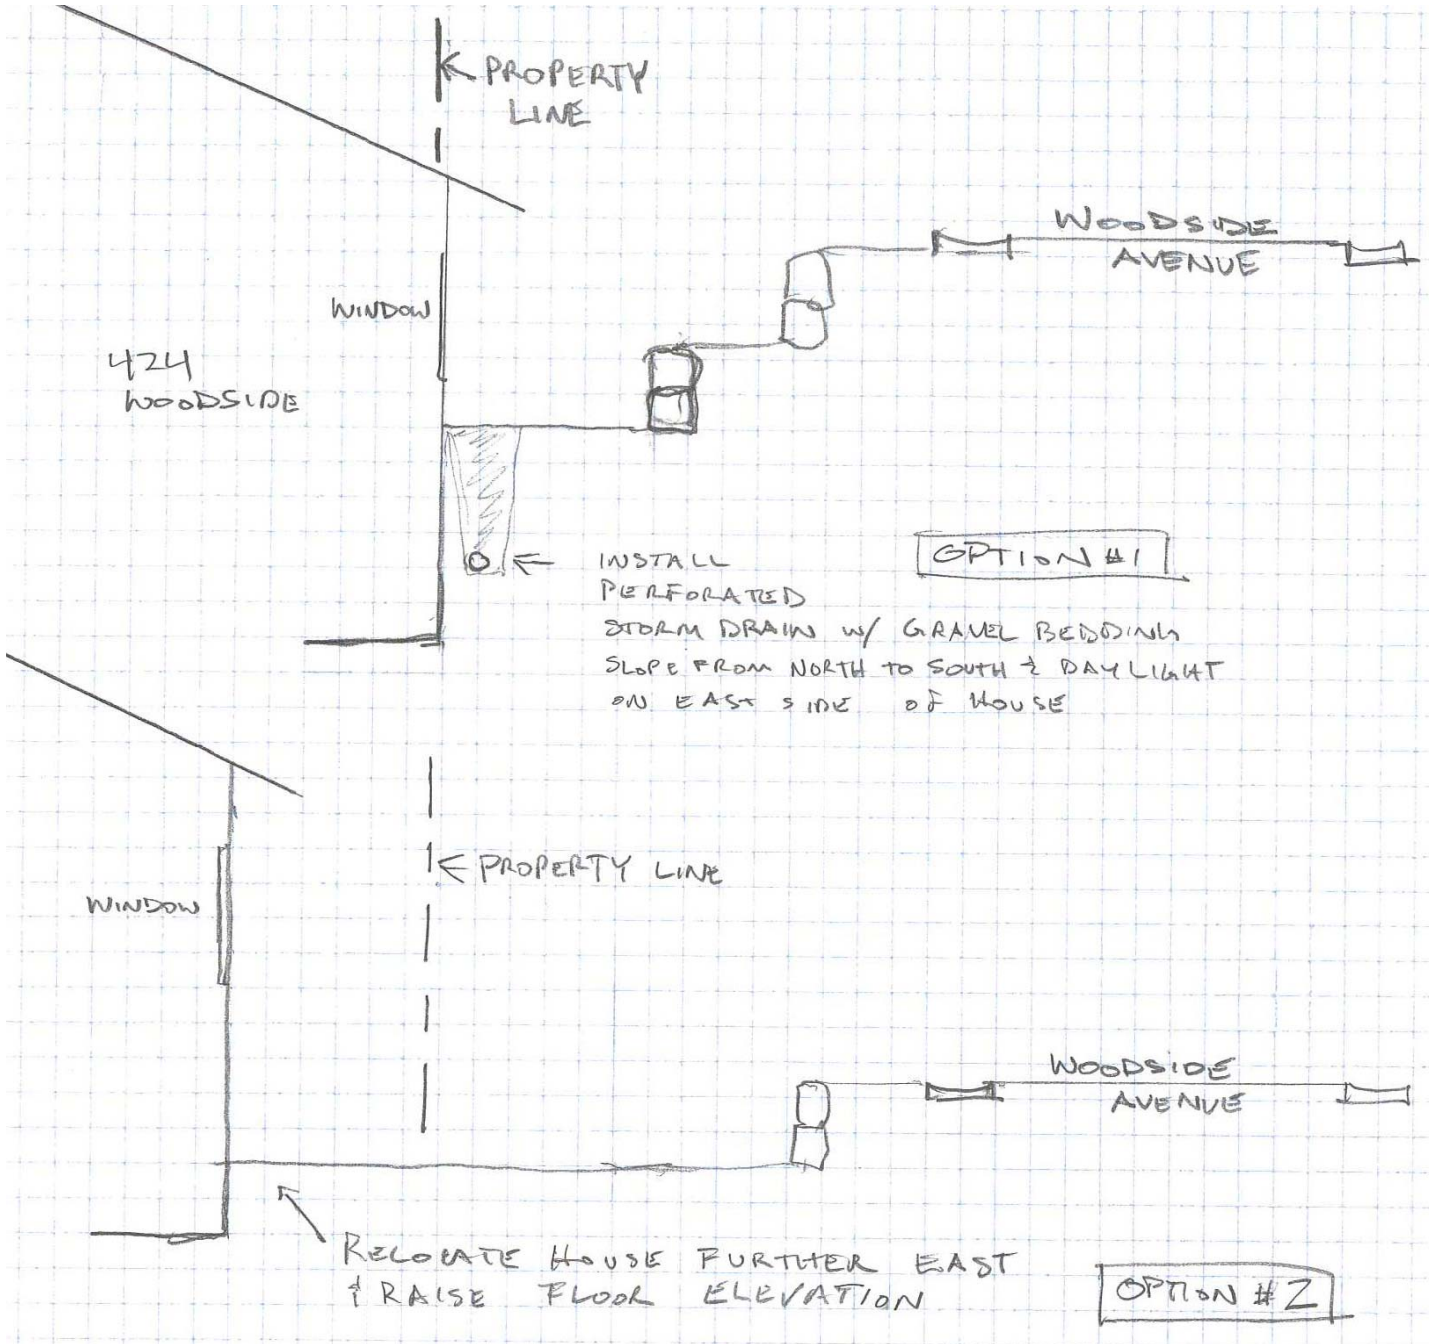 PROPERTY
LINE
WOODSIDE
AVENUE
WINDOW
424
WOODSIDE
OPTION #1
INSTALL
PERFORATED
STORM DRAIN W/ GRAVEL BEDDING
SLOPE FROM NORTH TO SOUTH & DAYLIGHT
ON EAST SIDE OF HOUSE
PROPERTY LINE
WINDOW
WOODSIDE
AVENUE
RELOCATE HOUSE FURTHER EAST
& RAISE FLOOR ELEVATION
OPTION #2